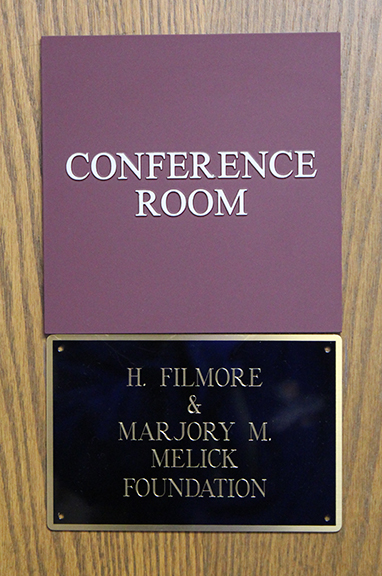 CONFERENCE
ROOM
H. FILMORE
&
MARJORY M.
MELICK
FOUNDATION